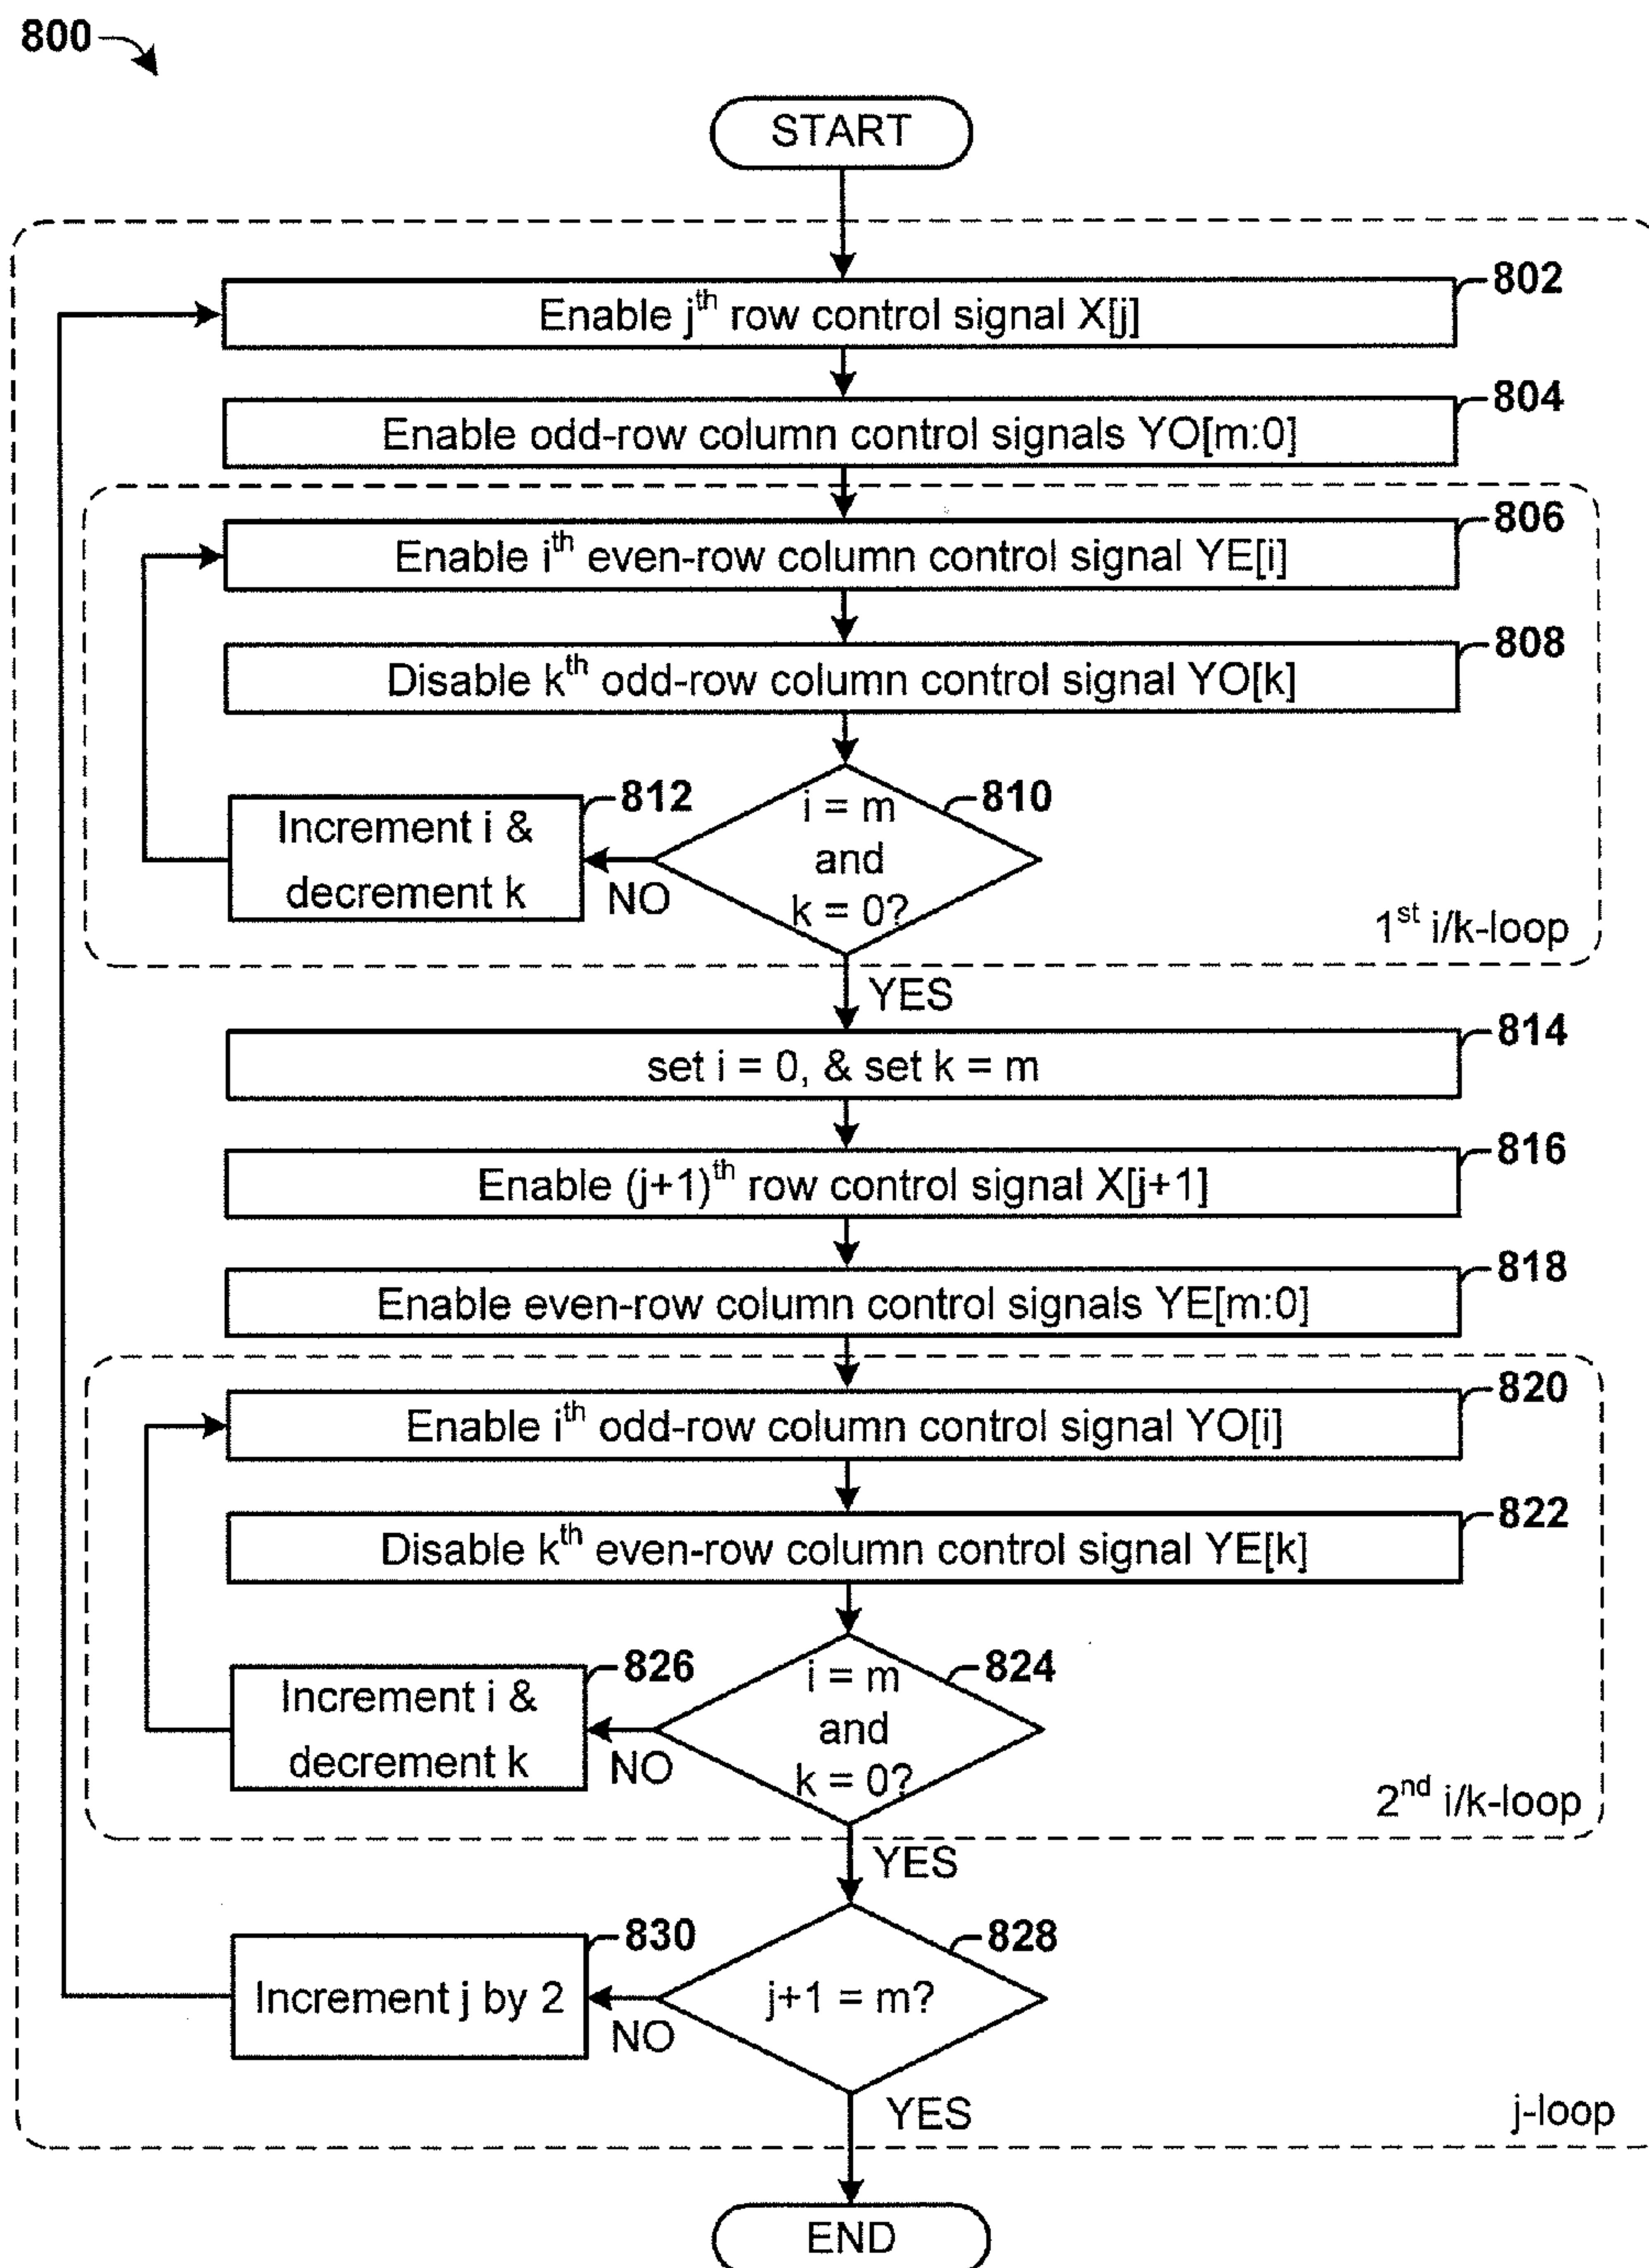 800
START
802
Enable jth row control signal X[j]
804
Enable odd-row column control signals YO[m:0]
806
Enable ith even-row column control signal YE[i]
808
Disable kth odd-row column control signal YO[k]
812
Increment i &
decrement k
NO
810
i = m
and
k = 0?
1st i/k-loop
YES
814
set i = 0, & set k = m
816
Enable (j+1)th row control signal X[j+1]
818
Enable even-row column control signals YE[m:0]
820
Enable ith odd-row column control signal YO[i]
822
Disable kth even-row column control signal YE[k]
826
Increment i &
decrement k
NO
824
i = m
and
k = 0?
2nd i/k-loop
YES
830
Increment j by 2
NO
828
j+1 = m?
YES
j-loop
END